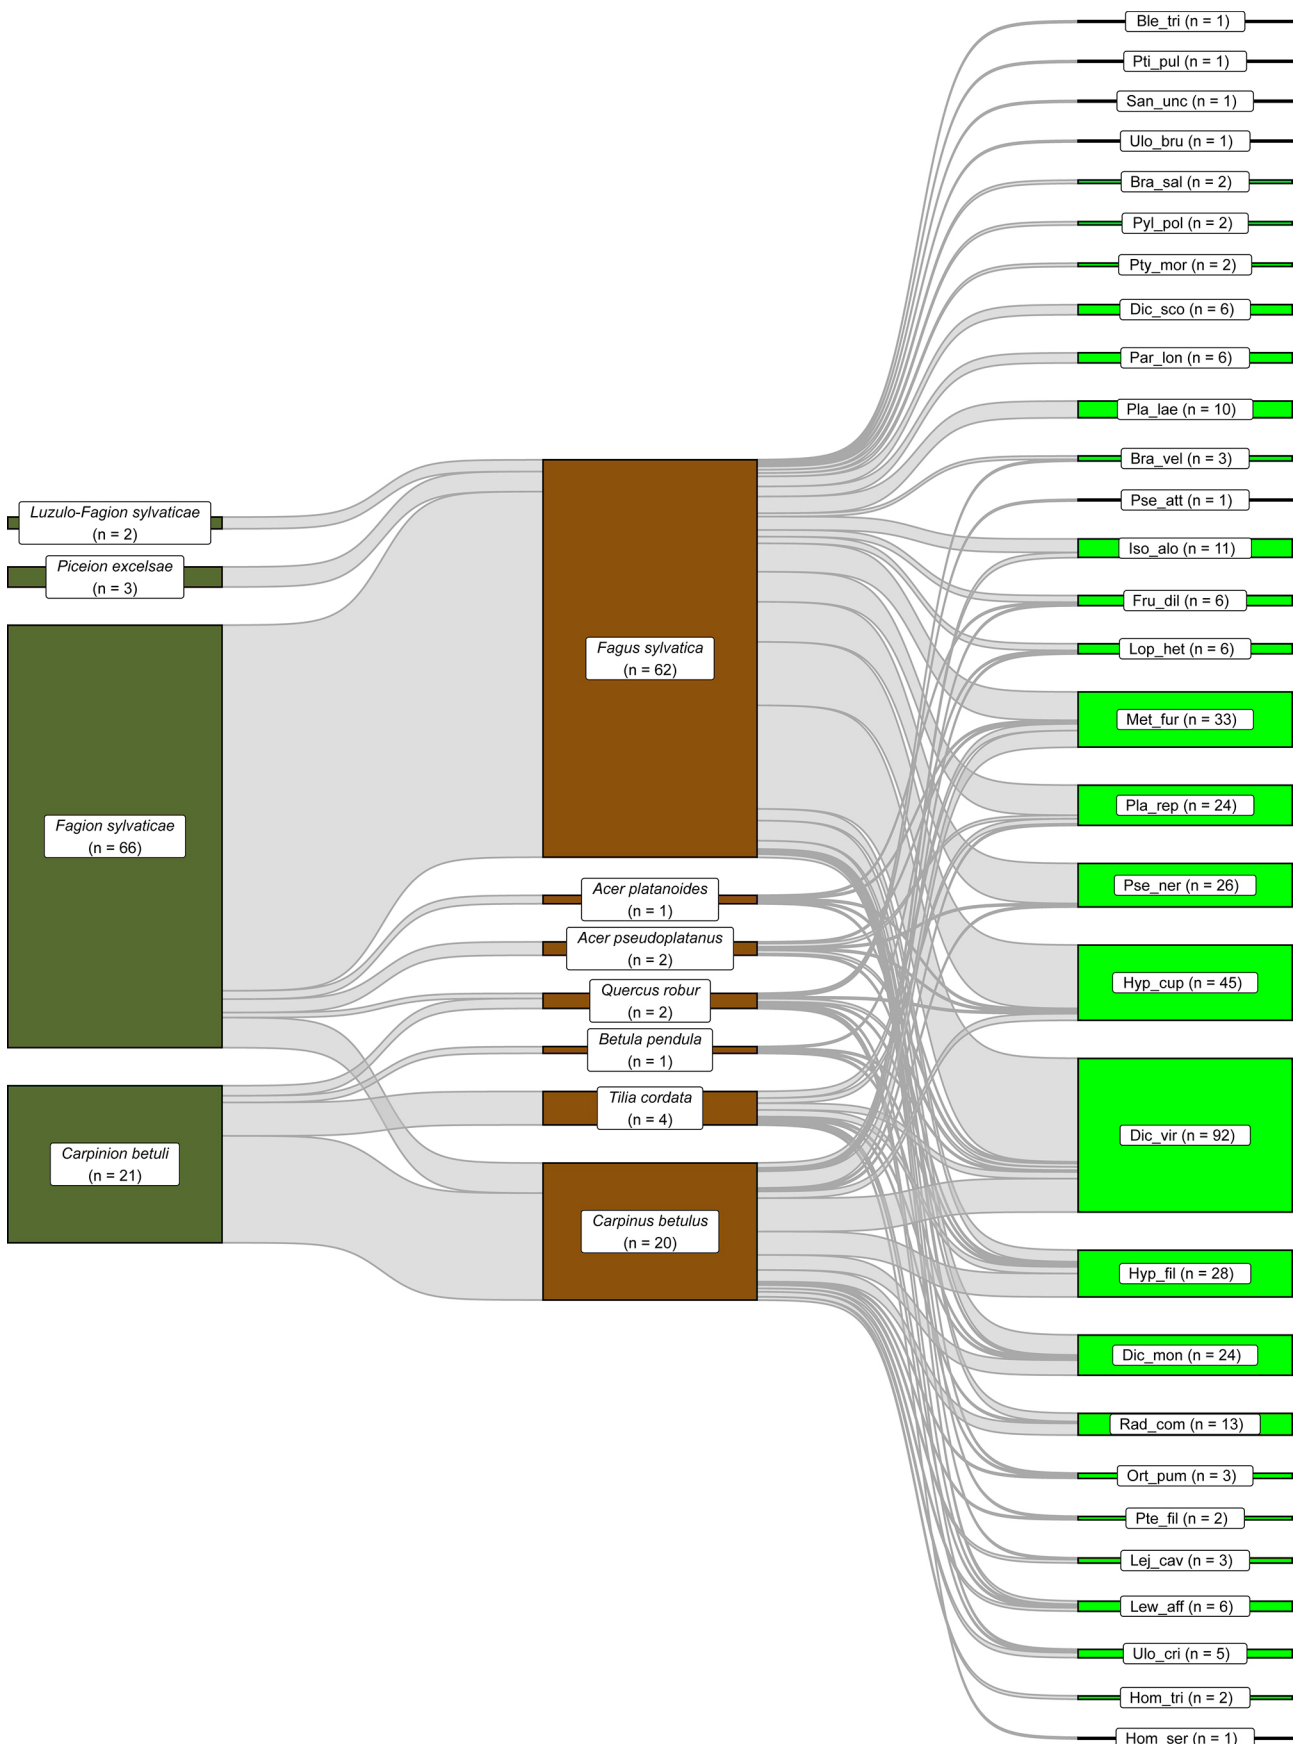 Luzulo-Fagion sylvaticae
(n = 2)
Piceion excelsae
(n = 3)
Fagion sylvaticae
(n = 66)
Carpinion betuli
(n = 21)
Fagus sylvatica
(n = 62)
Acer platanoides
(n = 1)
Acer pseudoplatanus
(n = 2)
Quercus robur
(n = 2)
Betula pendula
(n = 1)
Tilia cordata
(n = 4)
Carpinus betulus
(n = 20)
Ble_tri (n = 1)
Pti_pul (n = 1)
San_unc (n = 1)
Ulo_bru (n = 1)
Bra_sal (n = 2)
Pyl_pol (n = 2)
Pty_mor (n = 2)
Dic_sco (n = 6)
Par_lon (n = 6)
Pla_lae (n = 10)
Bra_vel (n = 3)
Pse_att (n = 1)
Iso_alo (n = 11)
Fru_dil (n = 6)
Lop_het (n = 6)
Met_fur (n = 33)
Pla_rep (n = 24)
Pse_ner (n = 26)
Hyp_cup (n = 45)
Dic_vir (n = 92)
Hyp_fil (n = 28)
Dic_mon (n = 24)
Rad_com (n = 13)
Ort_pum (n = 3)
Pte_fil (n = 2)
Lej_cav (n = 3)
Lew_aff (n = 6)
Ulo_cri (n = 5)
Hom_tri (n = 2)
Hom_ser (n = 1)